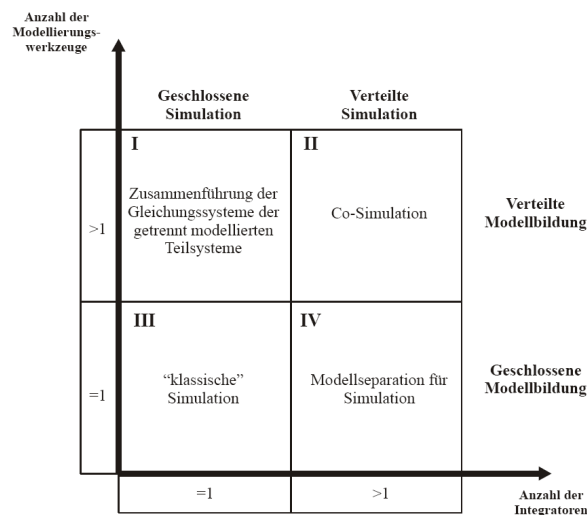 Anzahl der
Modellierungs-
werkzeuge
Geschlossene
Simulation
Verteilte
Simulation
I
II
Zusammenführung der
Gleichungssysteme der
getrennt modellierten
Teilsysteme
Co-Simulation
Verteilte
Modellbildung
>1
III
IV
“klassische”
Simulation
Modellseparation für
Simulation
Geschlossene
Modellbildung
=1
=1
>1
Anzahl der
Integratoren